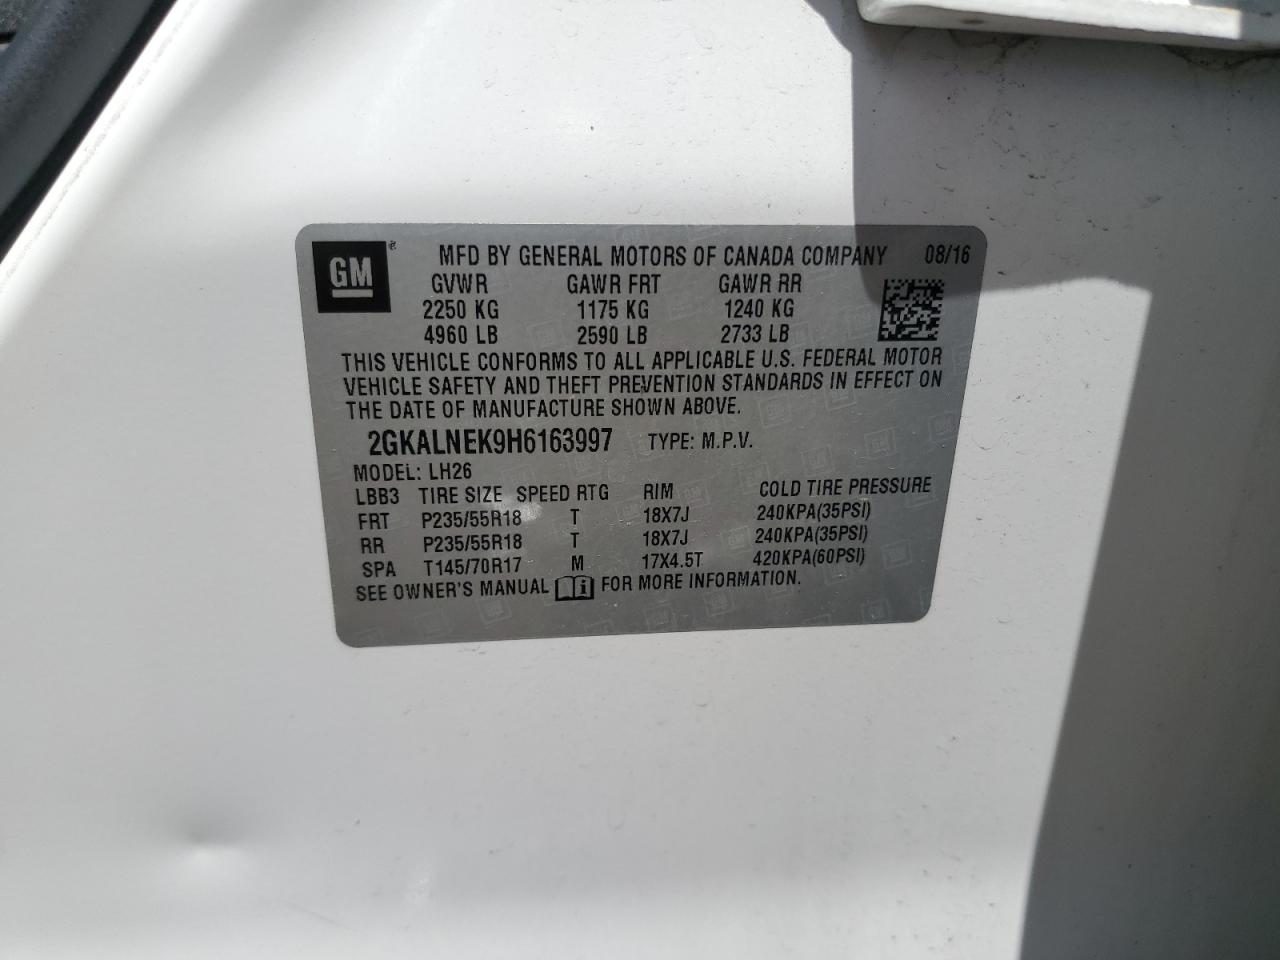 GM ® MFD BY GENERAL MOTORS OF CANADA COMPANY 08/16
GVWR GAWR FRT GAWR RR
2250 KG 1175 KG 1240 KG
4960 LB 2590 LB 2733 LB
THIS VEHICLE CONFORMS TO ALL APPLICABLE U.S. FEDERAL MOTOR
VEHICLE SAFETY AND THEFT PREVENTION STANDARDS IN EFFECT ON
THE DATE OF MANUFACTURE SHOWN ABOVE.
2GKALNEK9H6163997 TYPE: M.P.V.
MODEL: LH26
LBB3 TIRE SIZE SPEED RTG RIM COLD TIRE PRESSURE
FRT P235/55R18 T 18X7J 240KPA(35PSI)
RR P235/55R18 T 18X7J 240KPA(35PSI)
SPA T145/70R17 M 17X4.5T 420KPA(60PSI)
SEE OWNER'S MANUAL i FOR MORE INFORMATION.